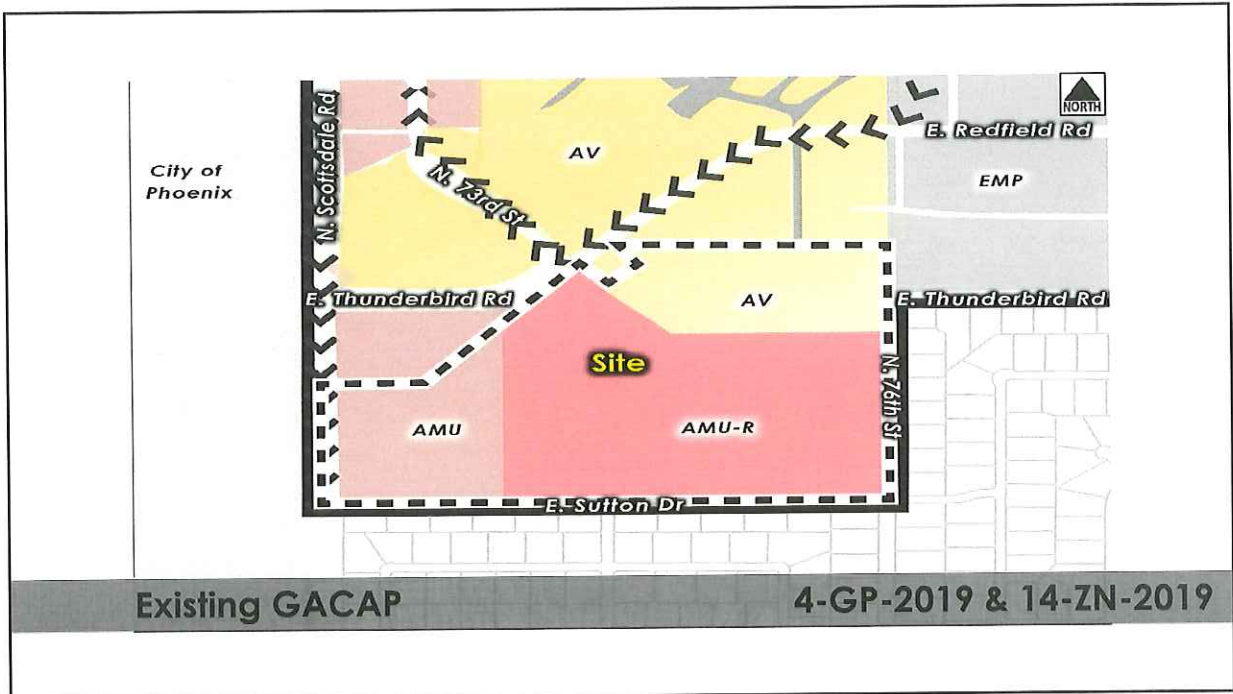 NORTH
N. Scottsdale Rd
E. Redfield Rd
City of
Phoenix
AV
EMP
N. 73rd St
E. Thunderbird Rd
AV
E. Thunderbird Rd
Site
N. 76th St
AMU
AMU-R
E. Sutton Dr
Existing GACAP
4-GP-2019 & 14-ZN-2019